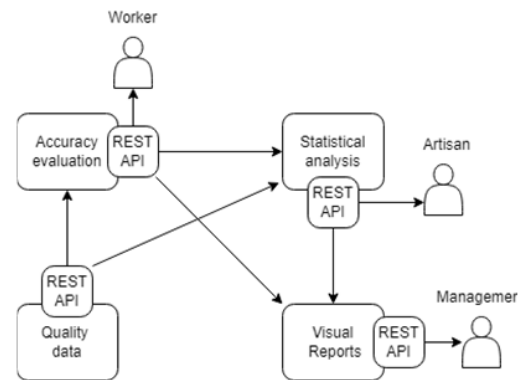 Worker
Accuracy
evaluation
REST
API
Statistical
analysis
REST
API
Artisan
REST
API
Quality
data
Visual
Reports
REST
API
Managemer